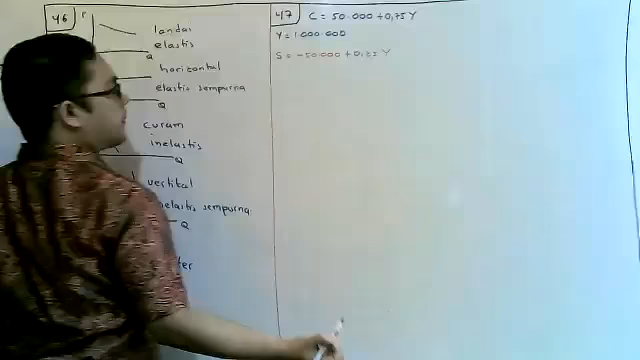 46
P
landai
elastis
Q
horizontal
elastis sempurna
Q
curam
inelastis
Q
vertikal
inelastis sempurna
Q
ter
47
C = 50.000 + 0,75 Y
Y = 1.000.000
S = -50.000 + 0,25 Y